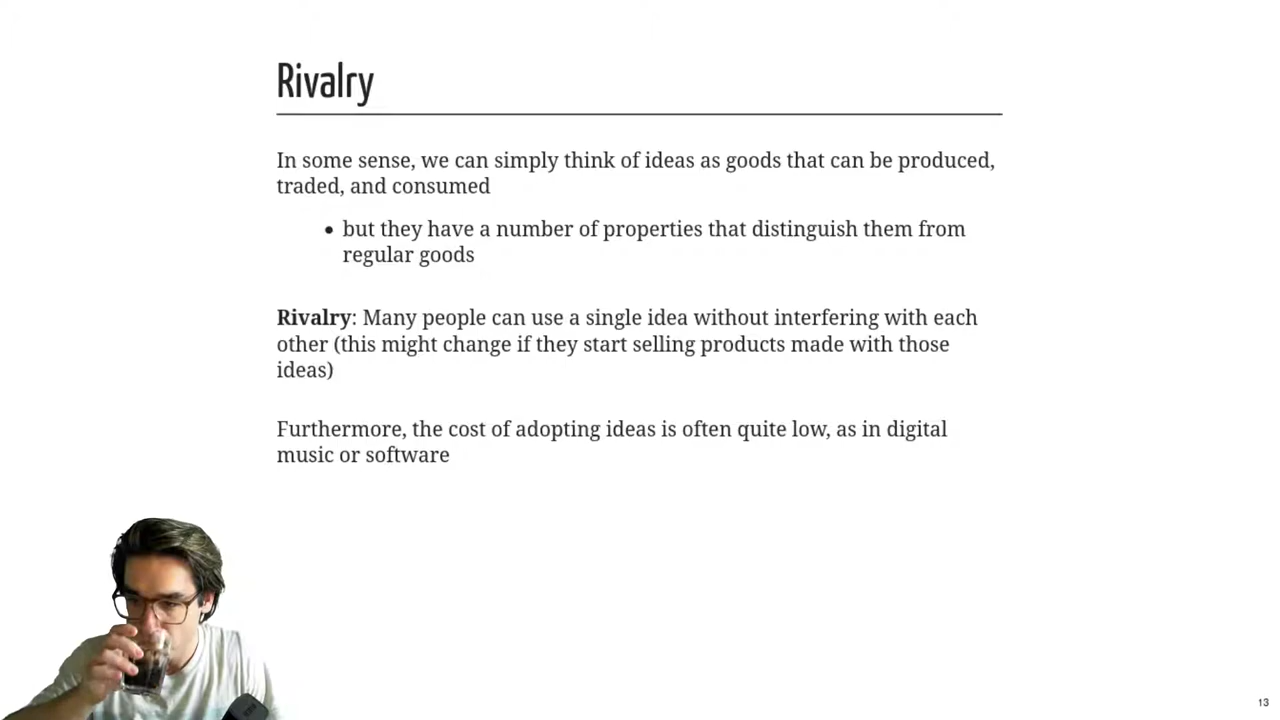 Rivalry
In some sense, we can simply think of ideas as goods that can be produced,
traded, and consumed
• but they have a number of properties that distinguish them from
regular goods
Rivalry: Many people can use a single idea without interfering with each
other (this might change if they start selling products made with those
ideas)
Furthermore, the cost of adopting ideas is often quite low, as in digital
music or software
13